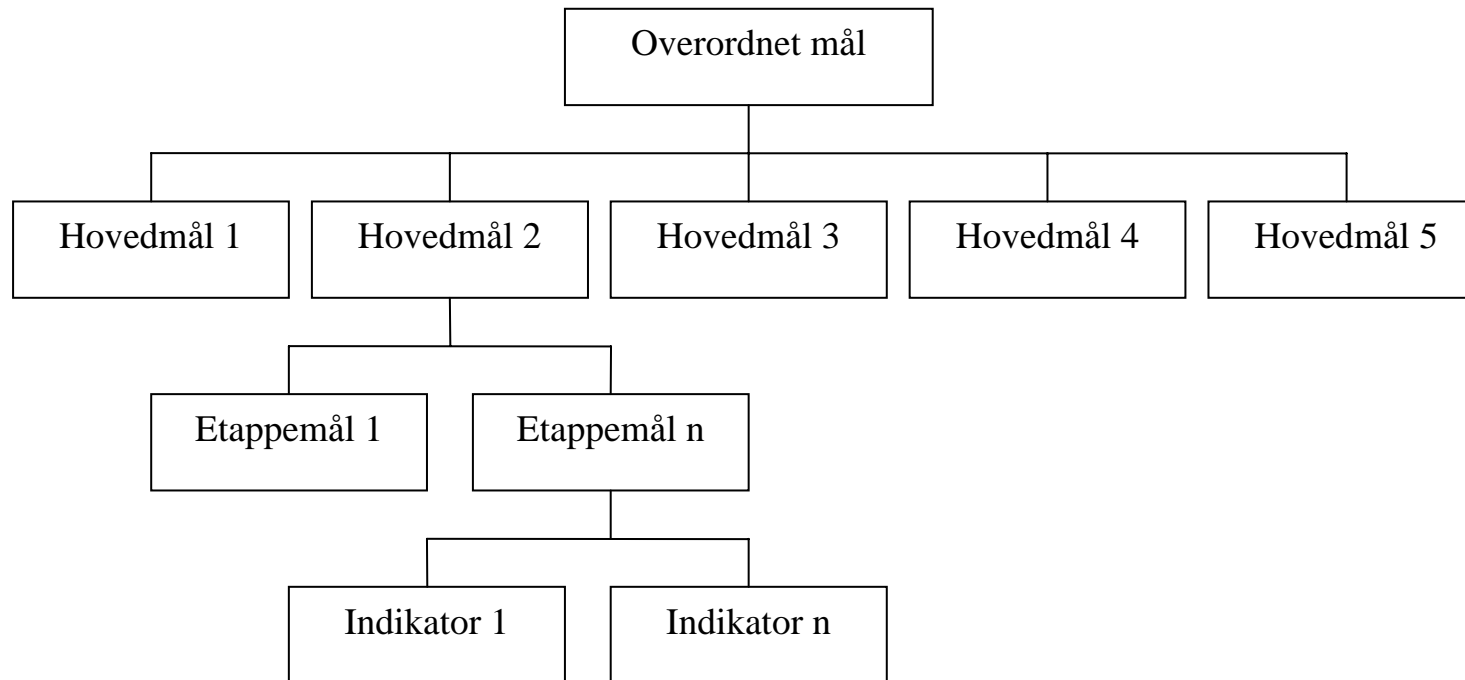 Overordnet mål
Hovedmål 1
Hovedmål 2
Hovedmål 3
Hovedmål 4
Hovedmål 5
Etappemål 1
Etappemål n
Indikator 1
Indikator n